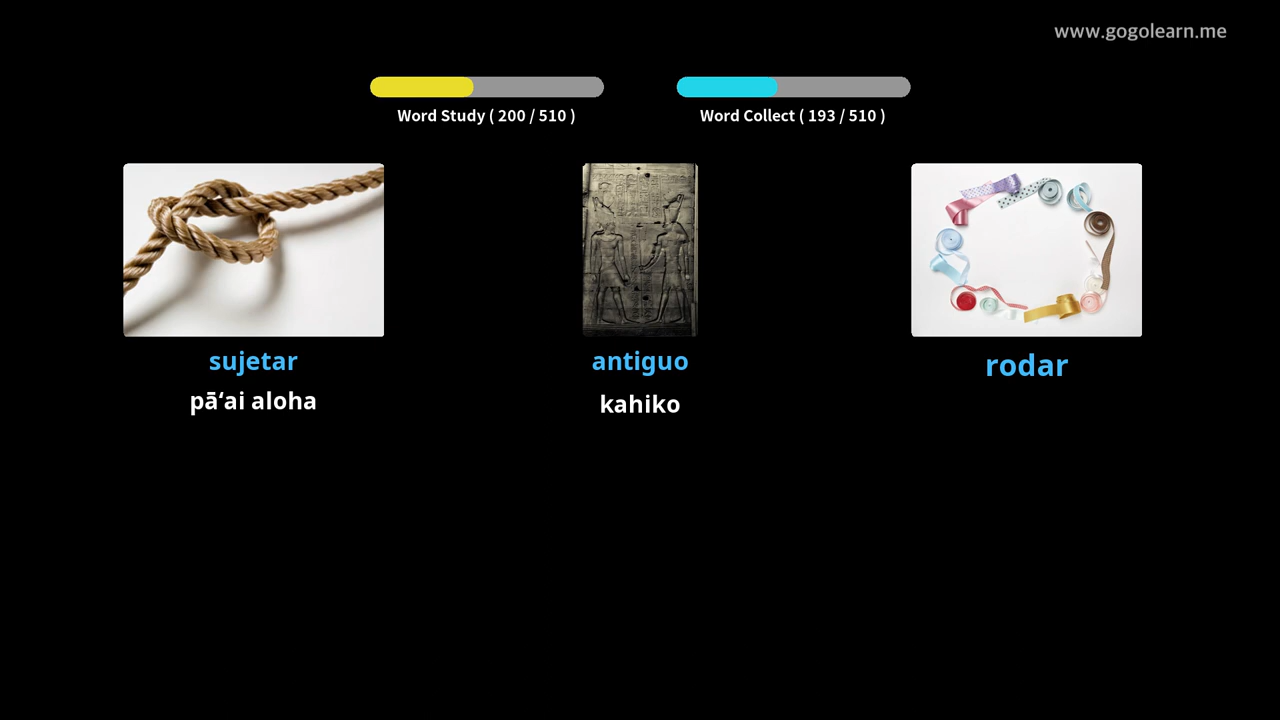 www.gogolearn.me
Word Study ( 200 / 510 )
Word Collect ( 193 / 510 )
sujetar
antiguo
rodar
pāʻai aloha
kahiko